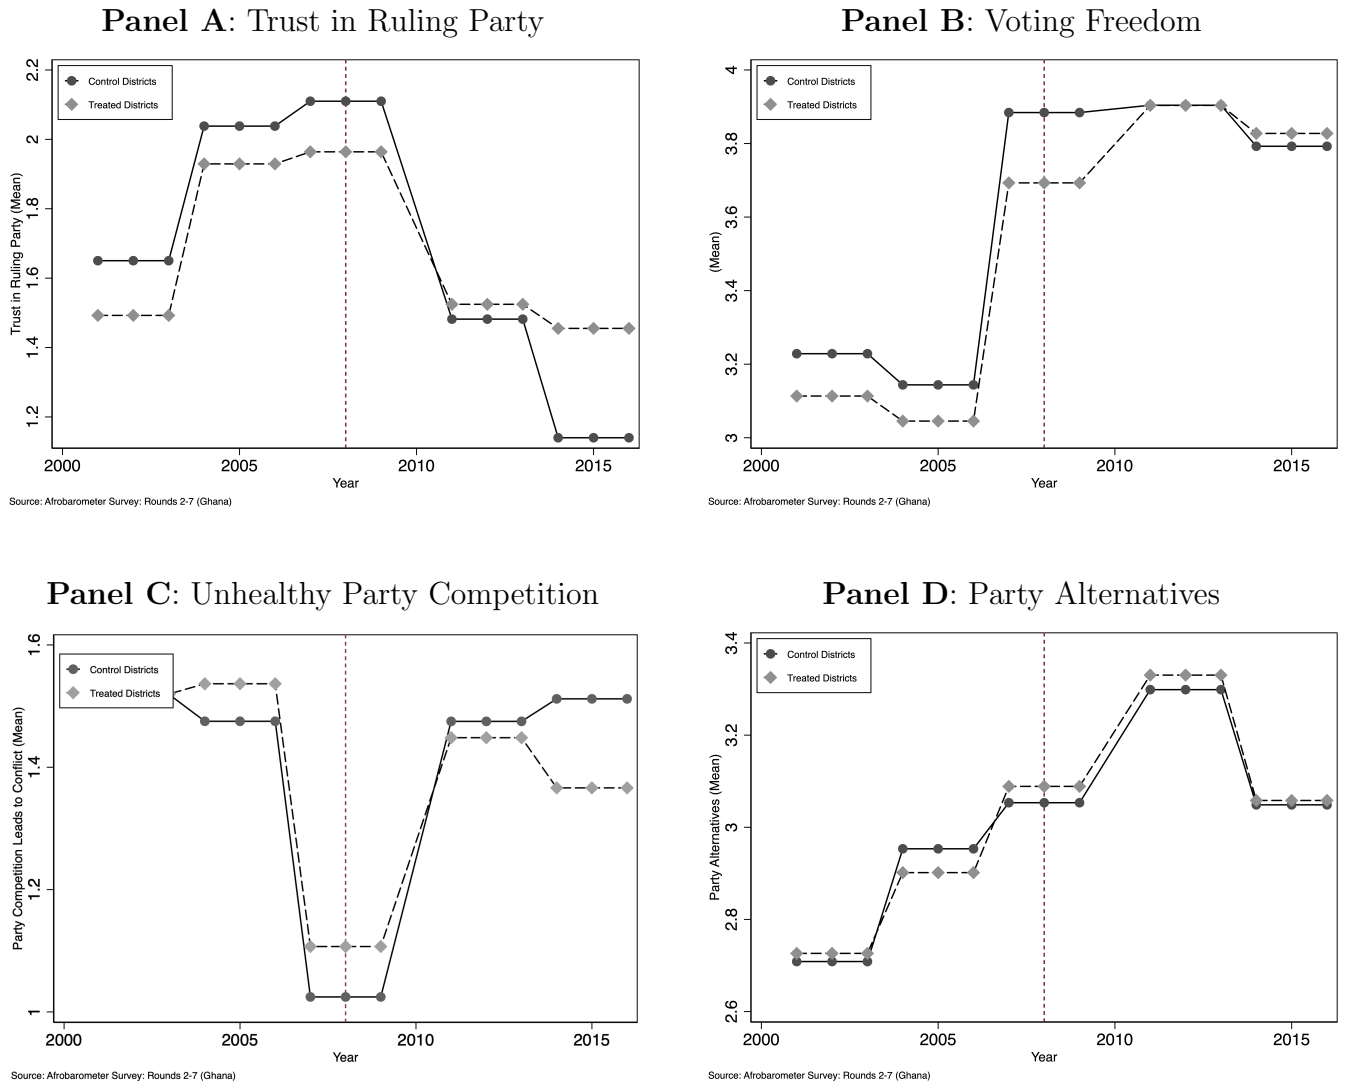 Panel A: Trust in Ruling Party
Trust in Ruling Party (Mean)
2.2
2
1.8
1.6
1.4
1.2
Control Districts
Treated Districts
2000
2005
2010
2015
Year
Source: Afrobarometer Survey: Rounds 2-7 (Ghana)
Panel B: Voting Freedom
(Mean)
4
3.8
3.6
3.4
3.2
3
Control Districts
Treated Districts
2000
2005
2010
2015
Year
Source: Afrobarometer Survey: Rounds 2-7 (Ghana)
Panel C: Unhealthy Party Competition
Party Competition Leads to Conflict (Mean)
1.6
1.4
1.2
1
Control Districts
Treated Districts
2000
2005
2010
2015
Year
Source: Afrobarometer Survey: Rounds 2-7 (Ghana)
Panel D: Party Alternatives
Party Alternatives (Mean)
3.4
3.2
3
2.8
2.6
Control Districts
Treated Districts
2000
2005
2010
2015
Year
Source: Afrobarometer Survey: Rounds 2-7 (Ghana)